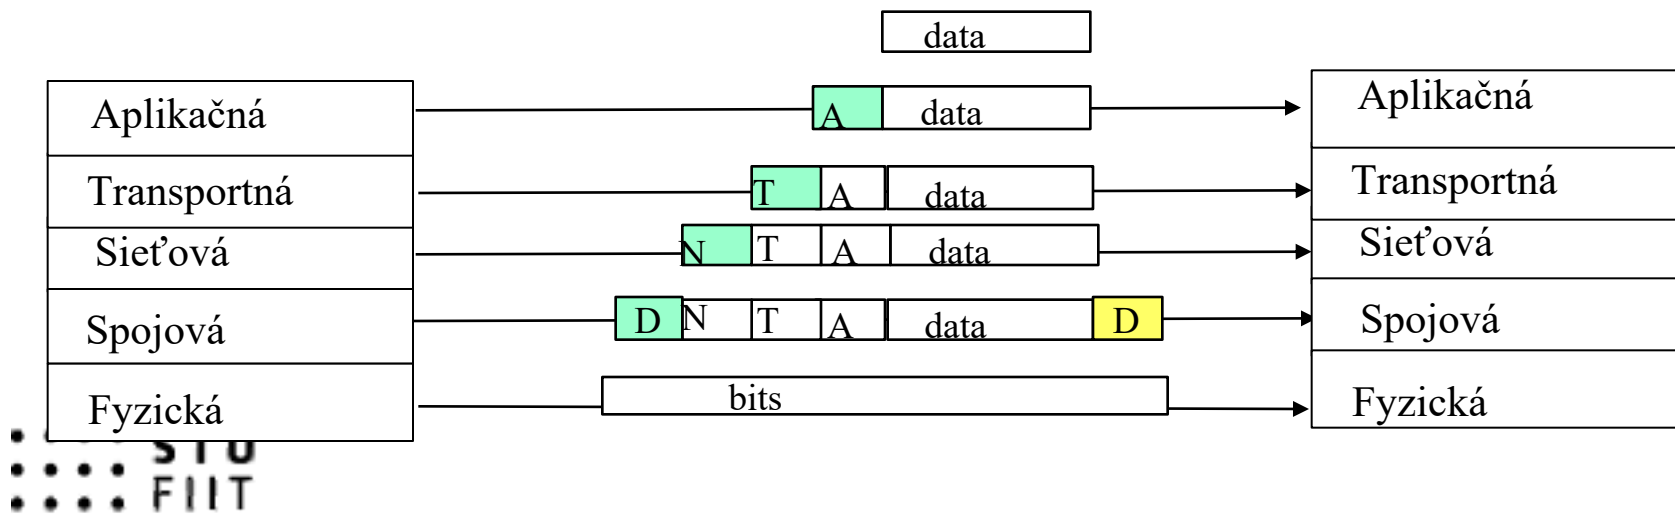 data
Aplikačná A data Aplikačná
Transportná T A data Transportná
Sieťová N T A data Sieťová
Spojová D N T A data D Spojová
Fyzická bits Fyzická
STU
FIIT